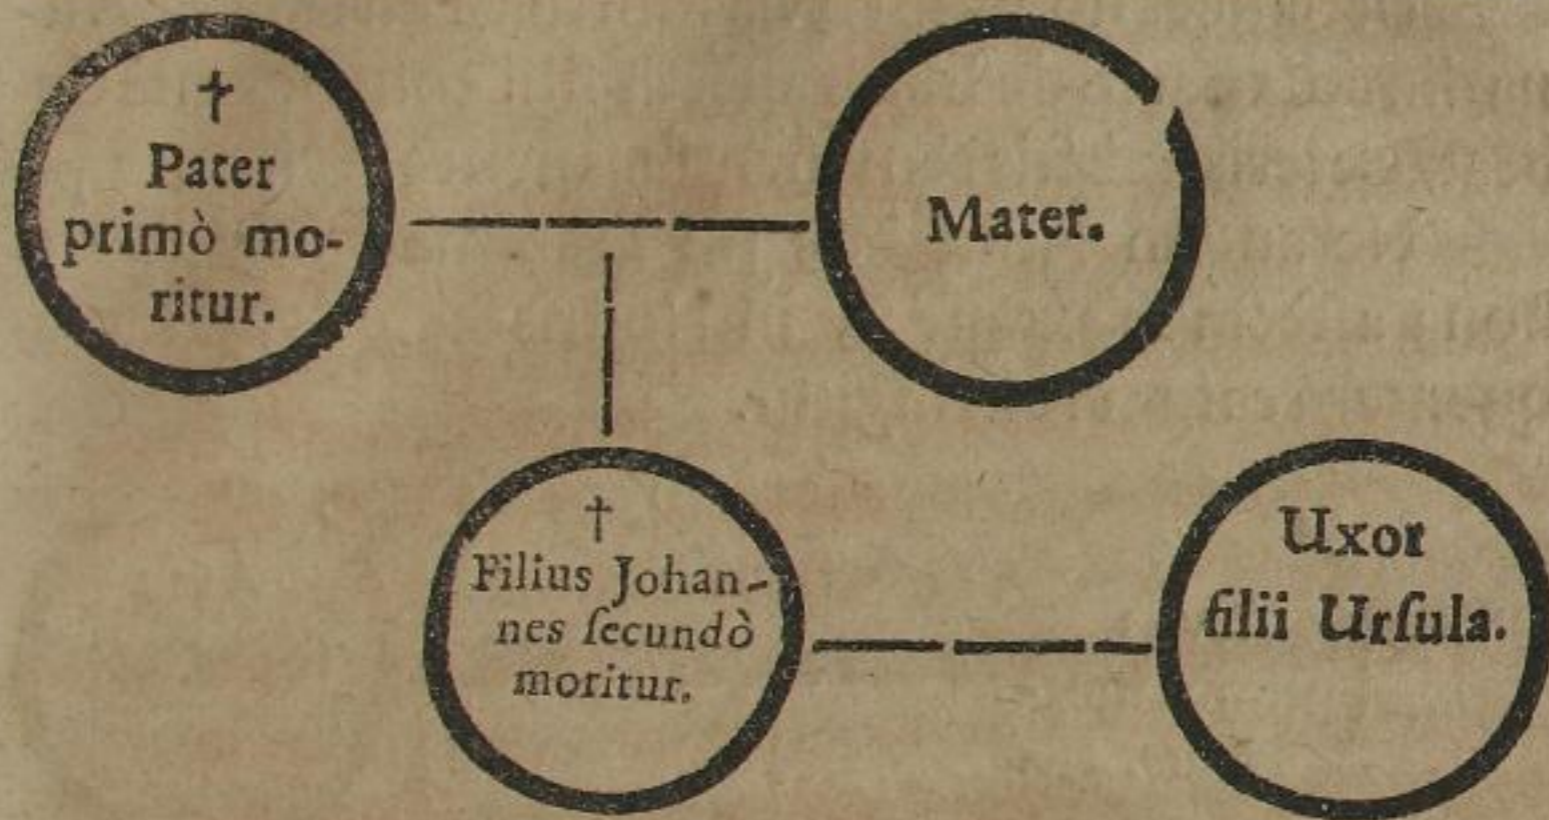 †
Pater
primò mo-
ritur.
Mater.
†
Filius Johan-
nes ſecundò
moritur.
Uxor
filii Urſula.